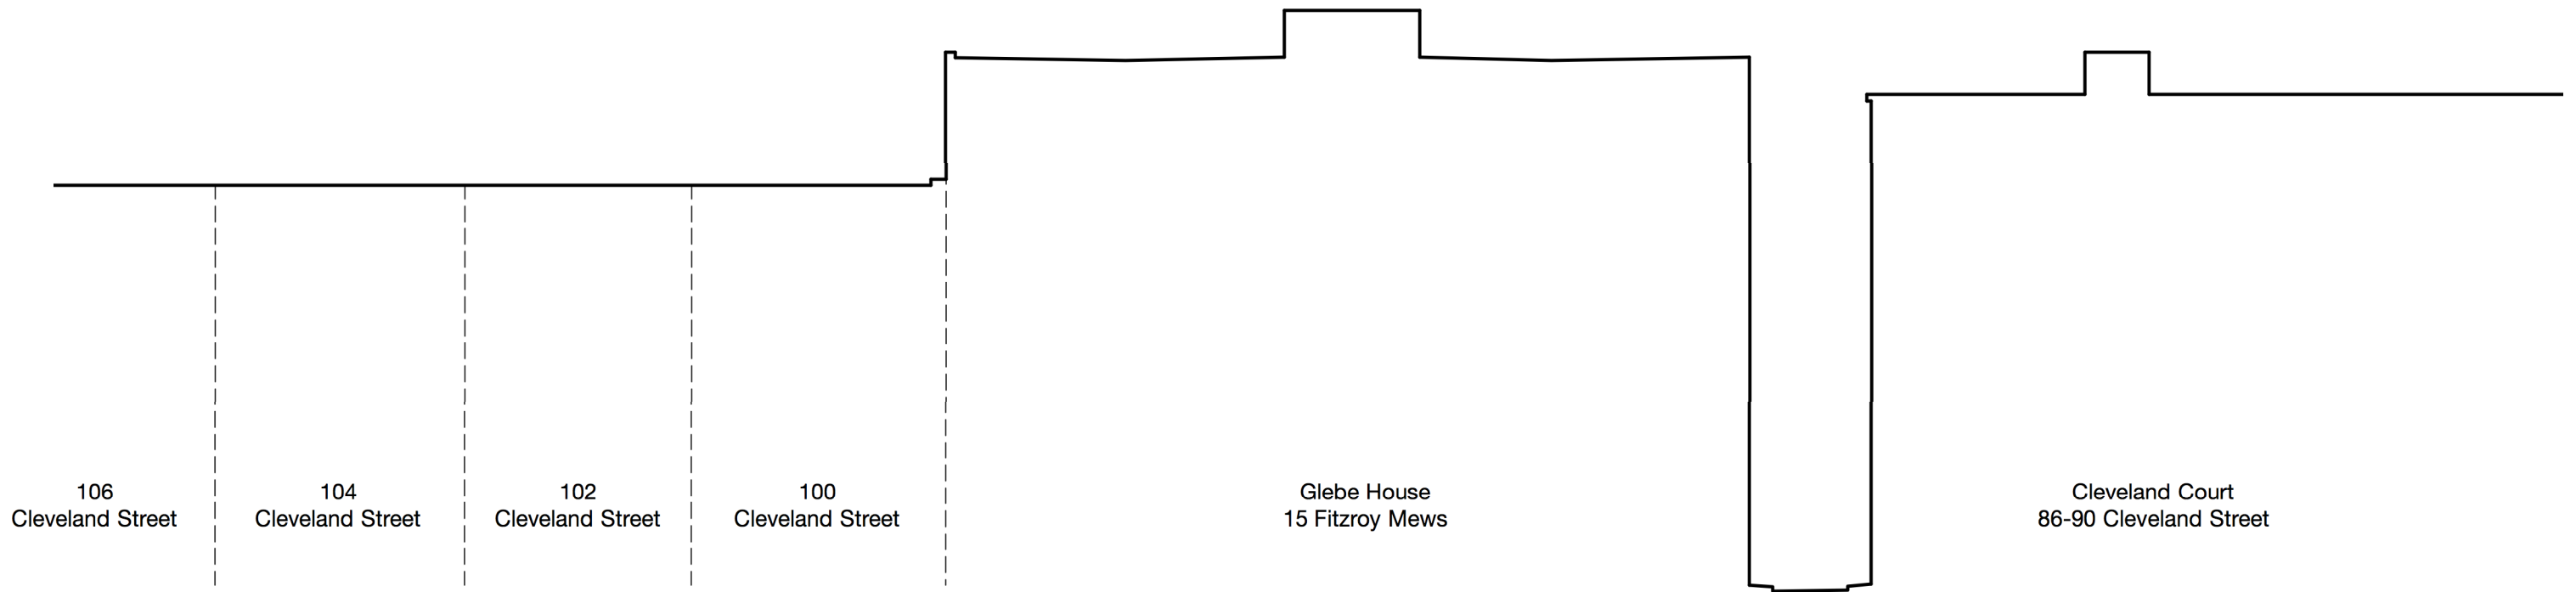 106
Cleveland Street
104
Cleveland Street
102
Cleveland Street
100
Cleveland Street
Glebe House
15 Fitzroy Mews
Cleveland Court
86-90 Cleveland Street